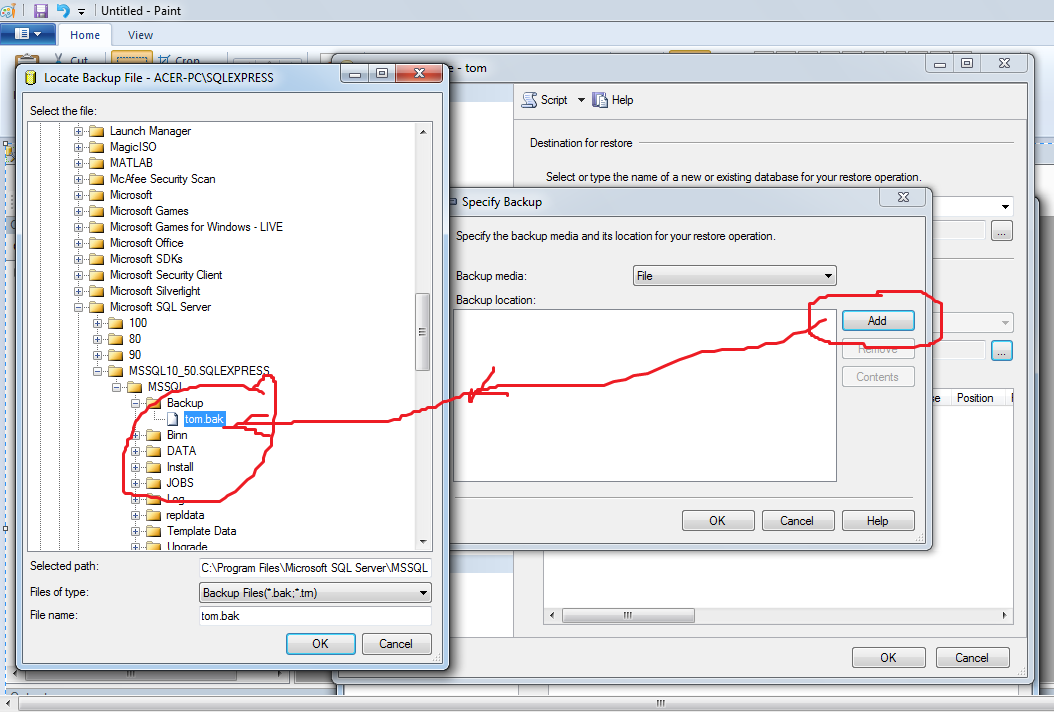 Untitled - Paint
Home
View
Cut
Crop
Locate Backup File - ACER-PC\SQLEXPRESS
Select the file:
Launch Manager
MagicISO
MATLAB
McAfee Security Scan
Microsoft
Microsoft Games
Microsoft Games for Windows - LIVE
Microsoft Office
Microsoft SDKs
Microsoft Security Client
Microsoft Silverlight
Microsoft SQL Server
100
80
90
MSSQL10_50.SQLEXPRESS
MSSQL
Backup
tom.bak
Binn
DATA
Install
JOBS
Log
repldata
Template Data
Upgrade
Selected path:
C:\Program Files\Microsoft SQL Server\MSSQL
Files of type:
Backup Files(*.bak;*.trn)
File name:
tom.bak
OK
Cancel
- tom
Script
Help
Destination for restore
Select or type the name of a new or existing database for your restore operation.
...
...
Position
OK
Cancel
Specify Backup
Specify the backup media and its location for your restore operation.
Backup media:
File
Backup location:
Add
Remove
Contents
OK
Cancel
Help